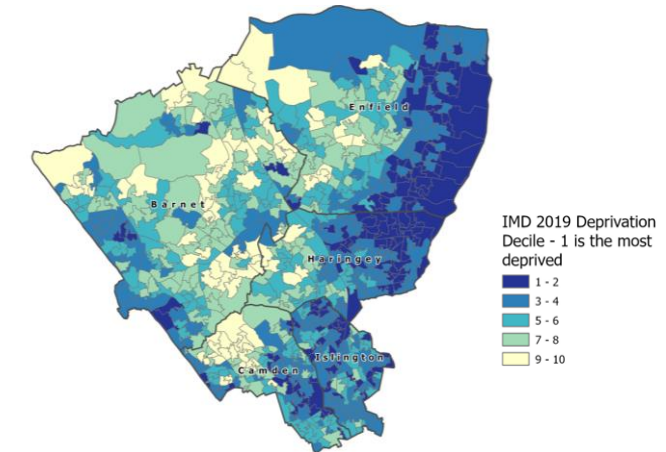 Enfield
Barnet
Haringey
Islington
Camden
IMD 2019 Deprivation
Decile - 1 is the most
deprived
1 - 2
3 - 4
5 - 6
7 - 8
9 - 10